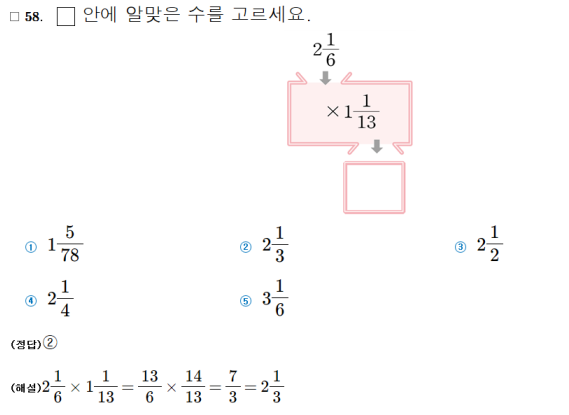 □ 58. □ 안에 알맞은 수를 고르세요.
2 1/6
× 1 1/13
① 1 5/78 ② 2 1/3 ③ 2 1/2
④ 2 1/4 ⑤ 3 1/6
(정답)②
(해설)2 1/6 × 1 1/13 = 13/6 × 14/13 = 7/3 = 2 1/3